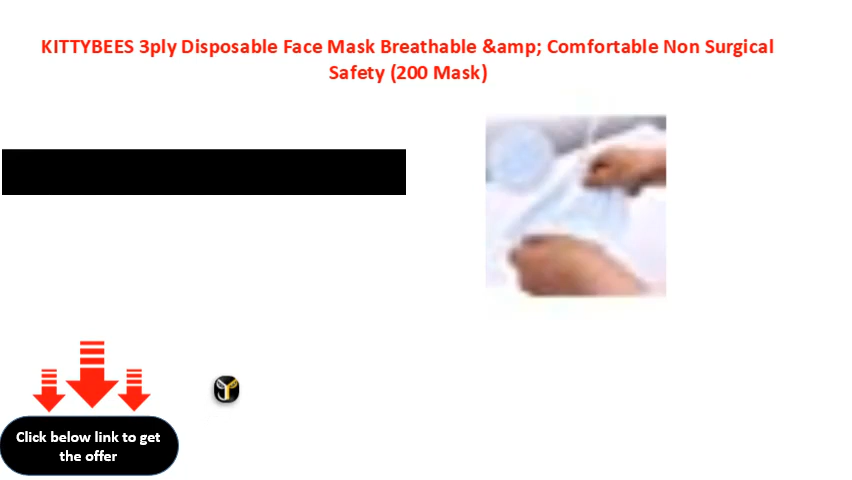 KITTYBEES 3ply Disposable Face Mask Breathable &amp; Comfortable Non Surgical
Safety (200 Mask)
Click below link to get
the offer